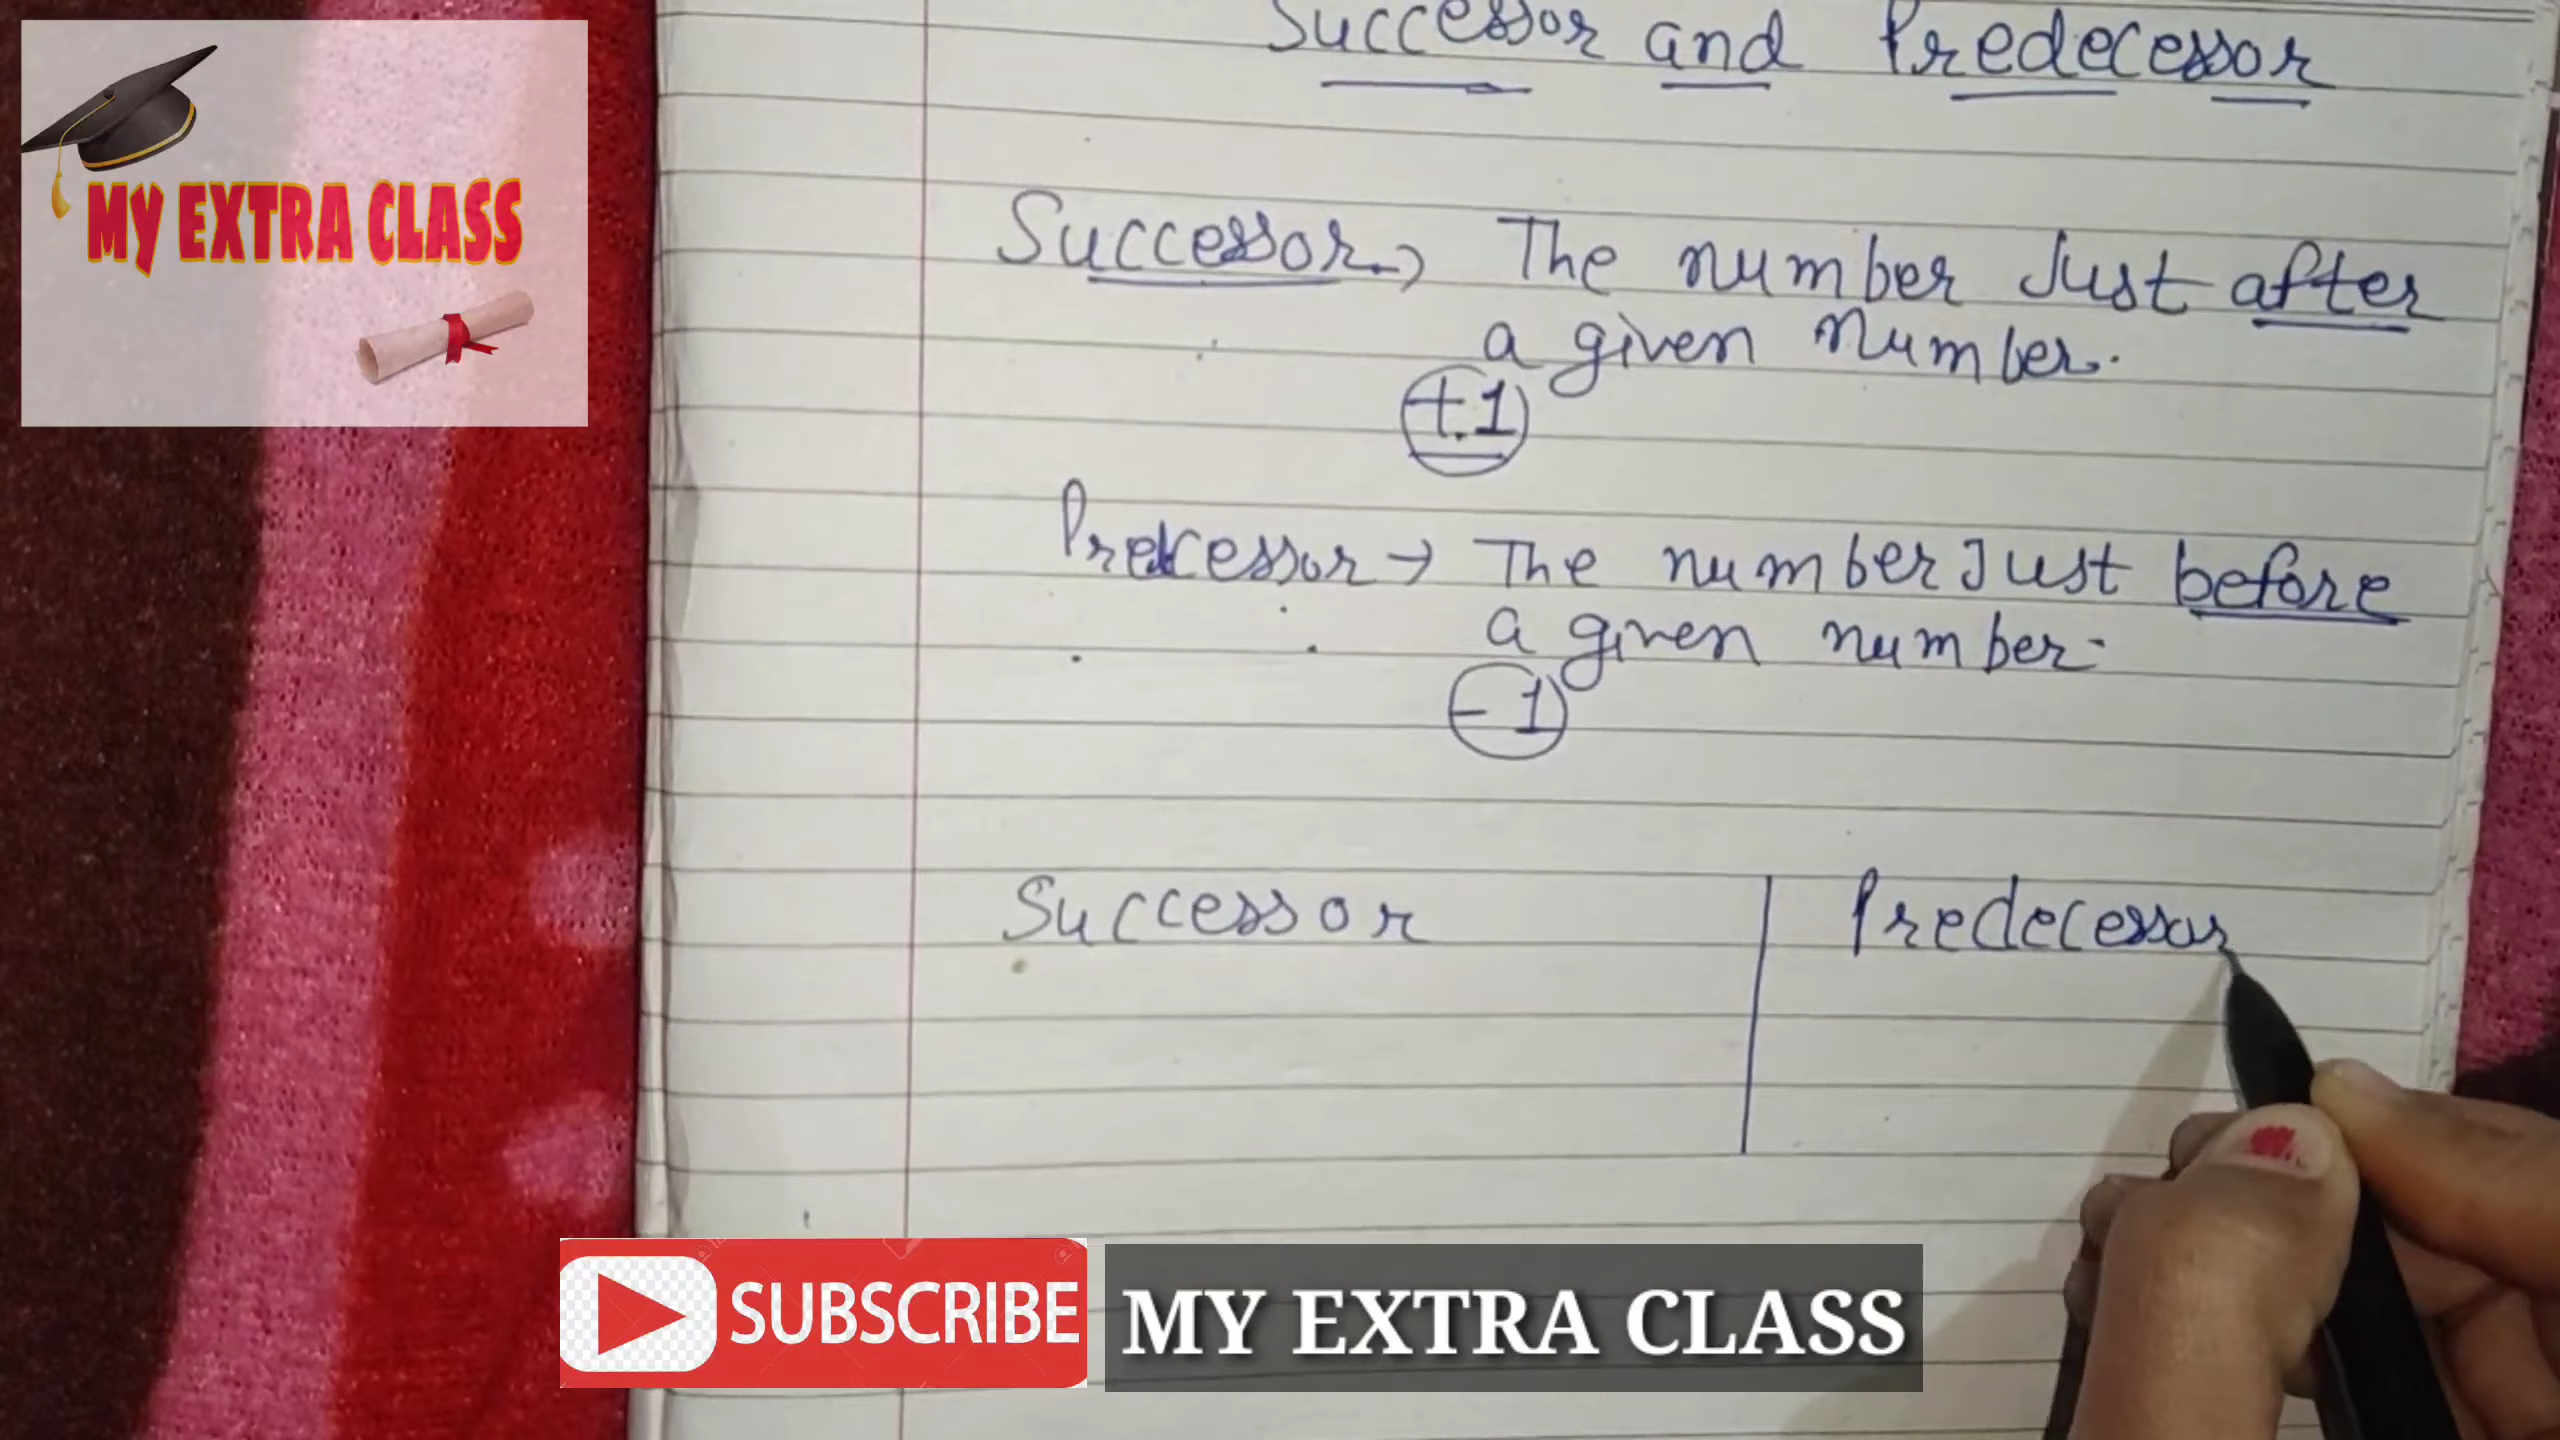 MY EXTRA CLASS
Successor and Predecessor
Successor → The number Just after
a given Number.
+1
Predecessor → The number Just before
a given number.
-1
Successor Predecessor
SUBSCRIBE MY EXTRA CLASS